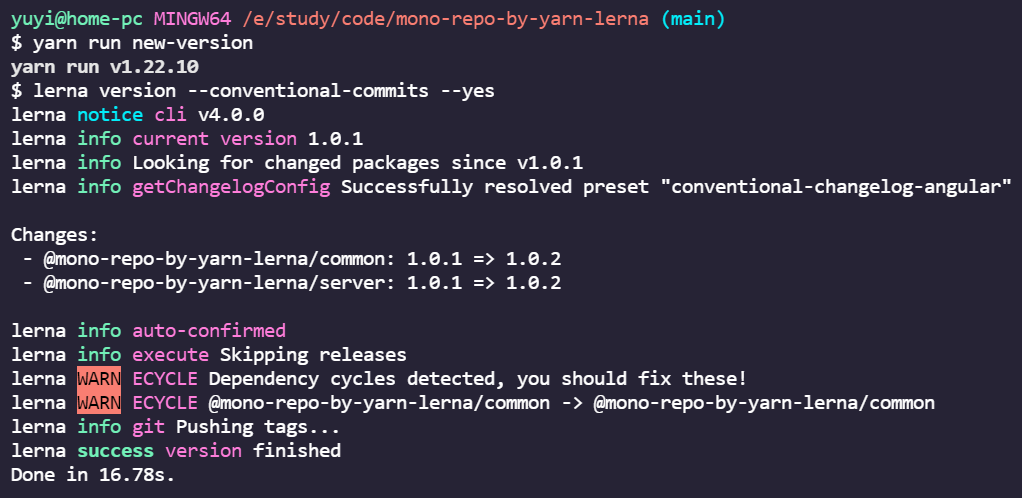 yuyi@home-pc MINGW64 /e/study/code/mono-repo-by-yarn-lerna (main)
$ yarn run new-version
yarn run v1.22.10
$ lerna version --conventional-commits --yes
lerna notice cli v4.0.0
lerna info current version 1.0.1
lerna info Looking for changed packages since v1.0.1
lerna info getChangelogConfig Successfully resolved preset "conventional-changelog-angular"
Changes:
- @mono-repo-by-yarn-lerna/common: 1.0.1 => 1.0.2
- @mono-repo-by-yarn-lerna/server: 1.0.1 => 1.0.2
lerna info auto-confirmed
lerna info execute Skipping releases
lerna WARN ECYCLE Dependency cycles detected, you should fix these!
lerna WARN ECYCLE @mono-repo-by-yarn-lerna/common -> @mono-repo-by-yarn-lerna/common
lerna info git Pushing tags...
lerna success version finished
Done in 16.78s.